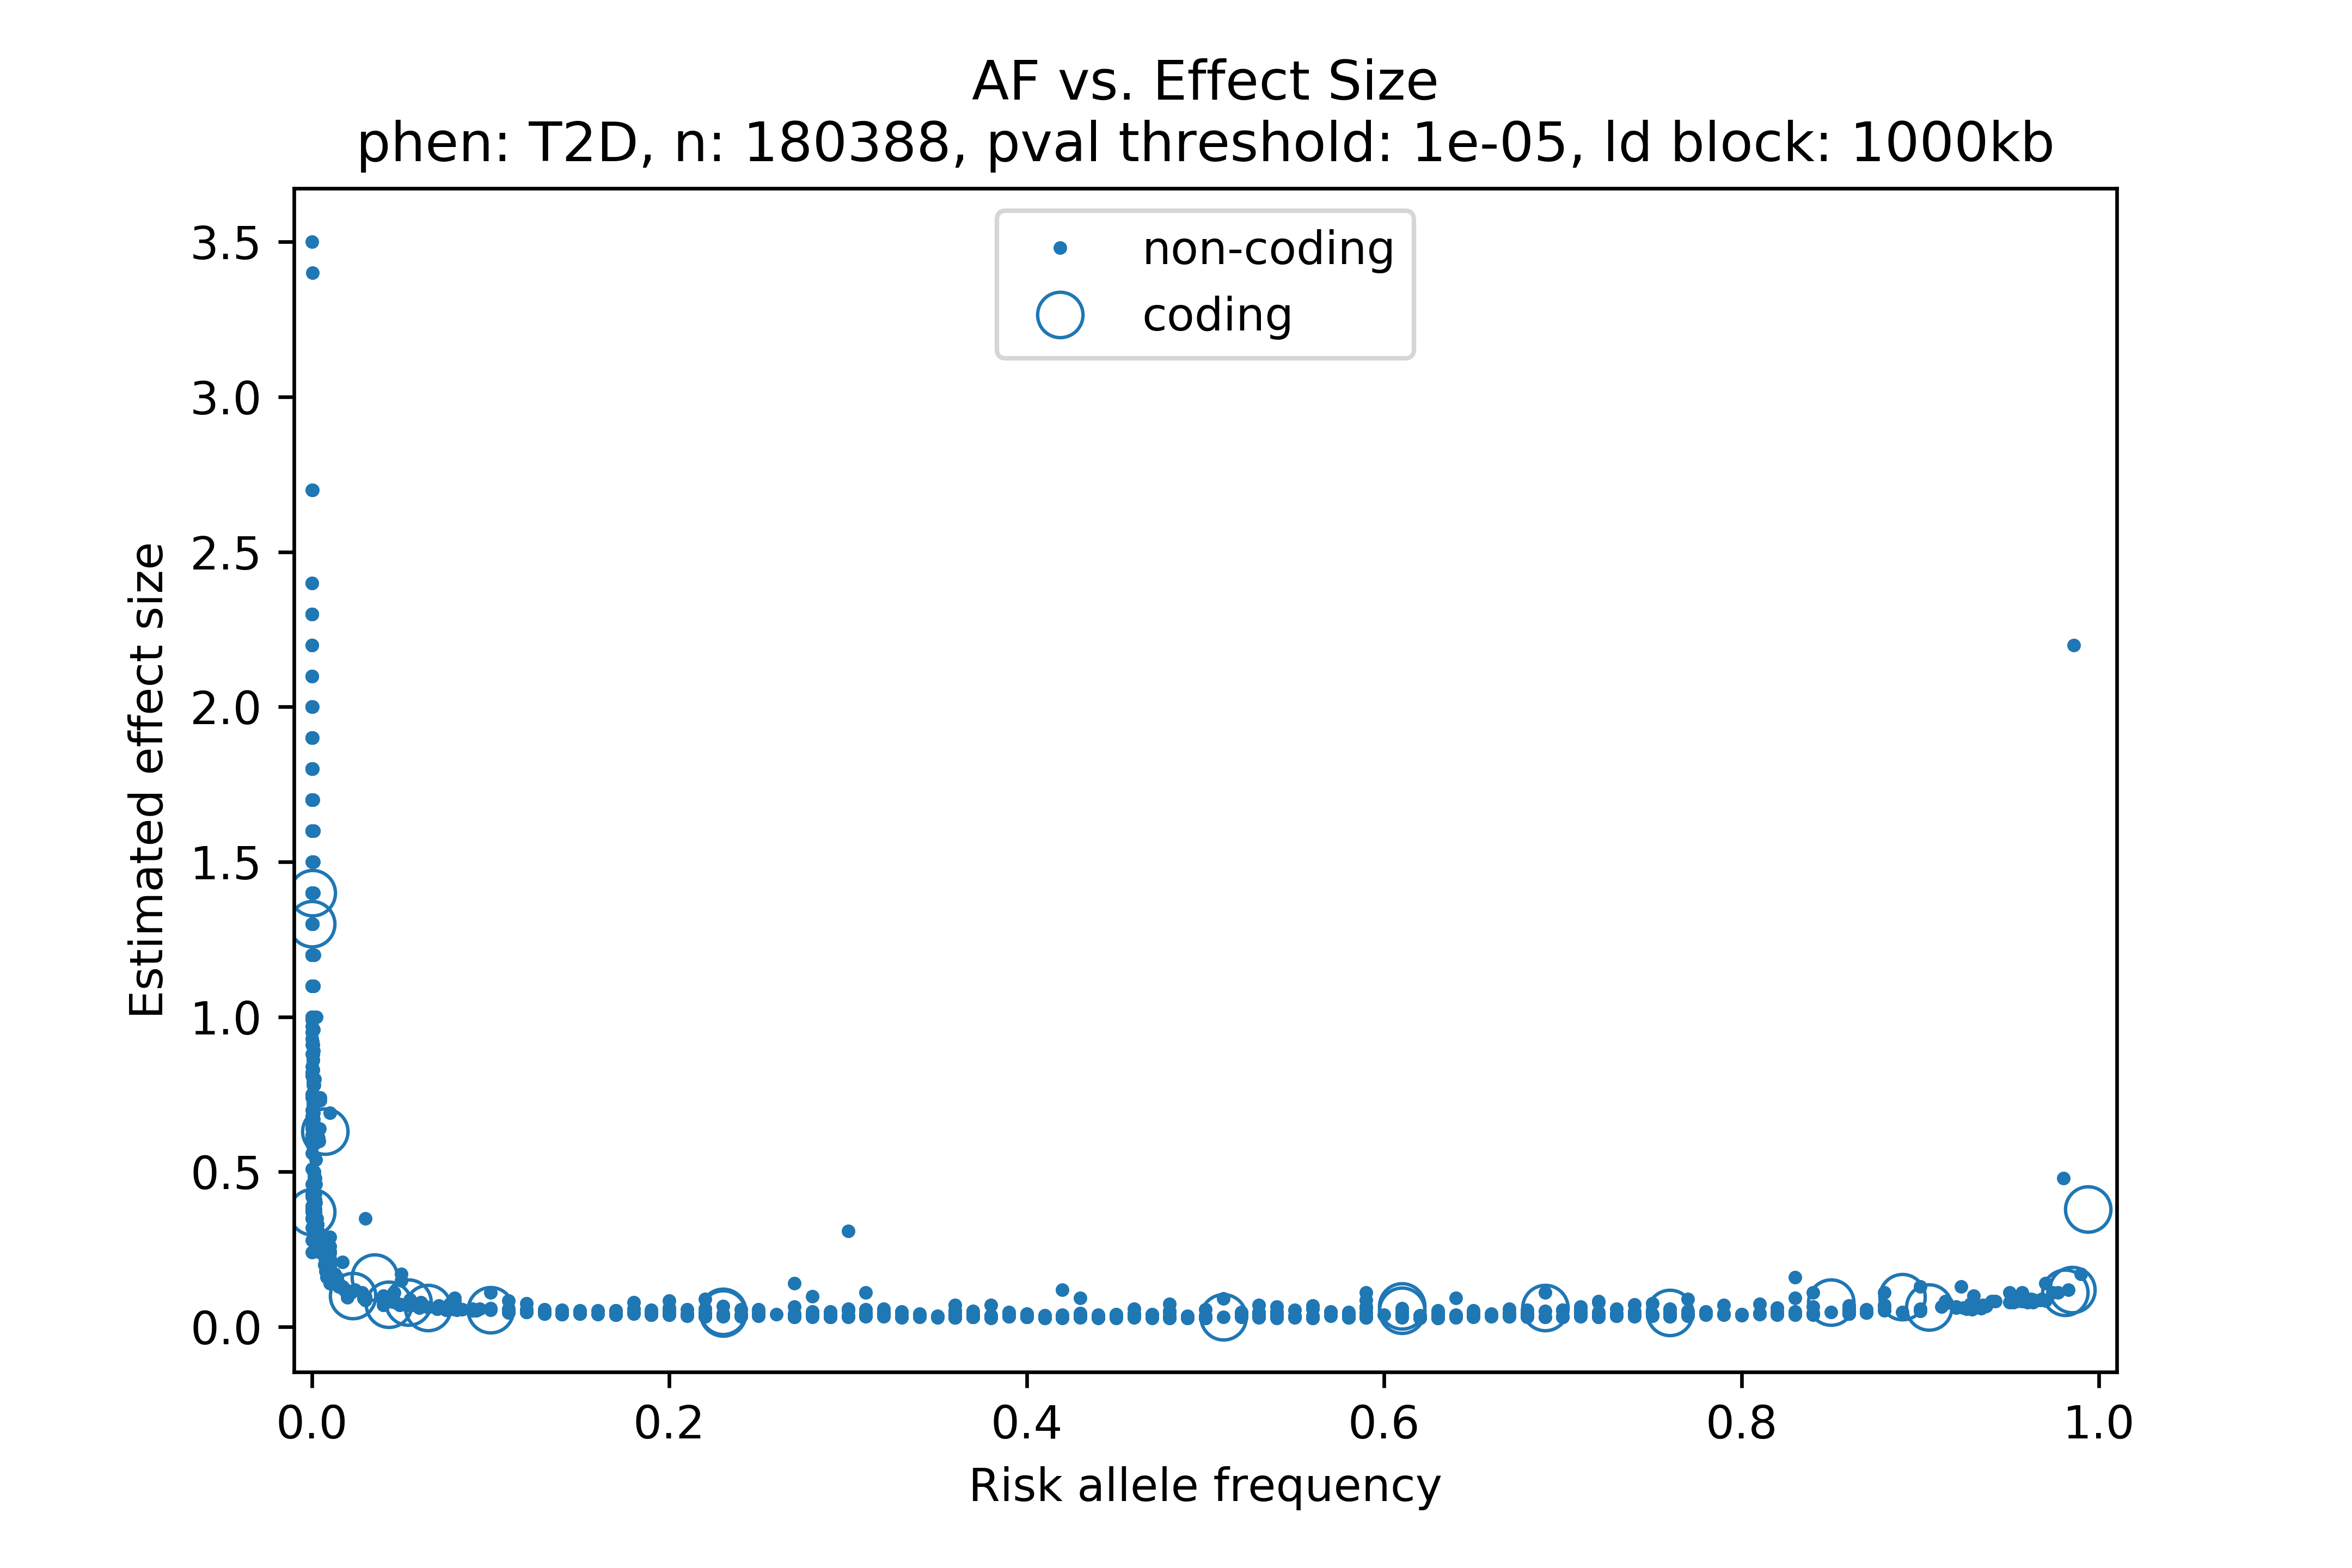 AF vs. Effect Size
phen: T2D, n: 180388, pval threshold: 1e-05, ld block: 1000kb
non-coding
coding
3.5
3.0
2.5
2.0
1.5
1.0
0.5
0.0
Estimated effect size
0.0 0.2 0.4 0.6 0.8 1.0
Risk allele frequency